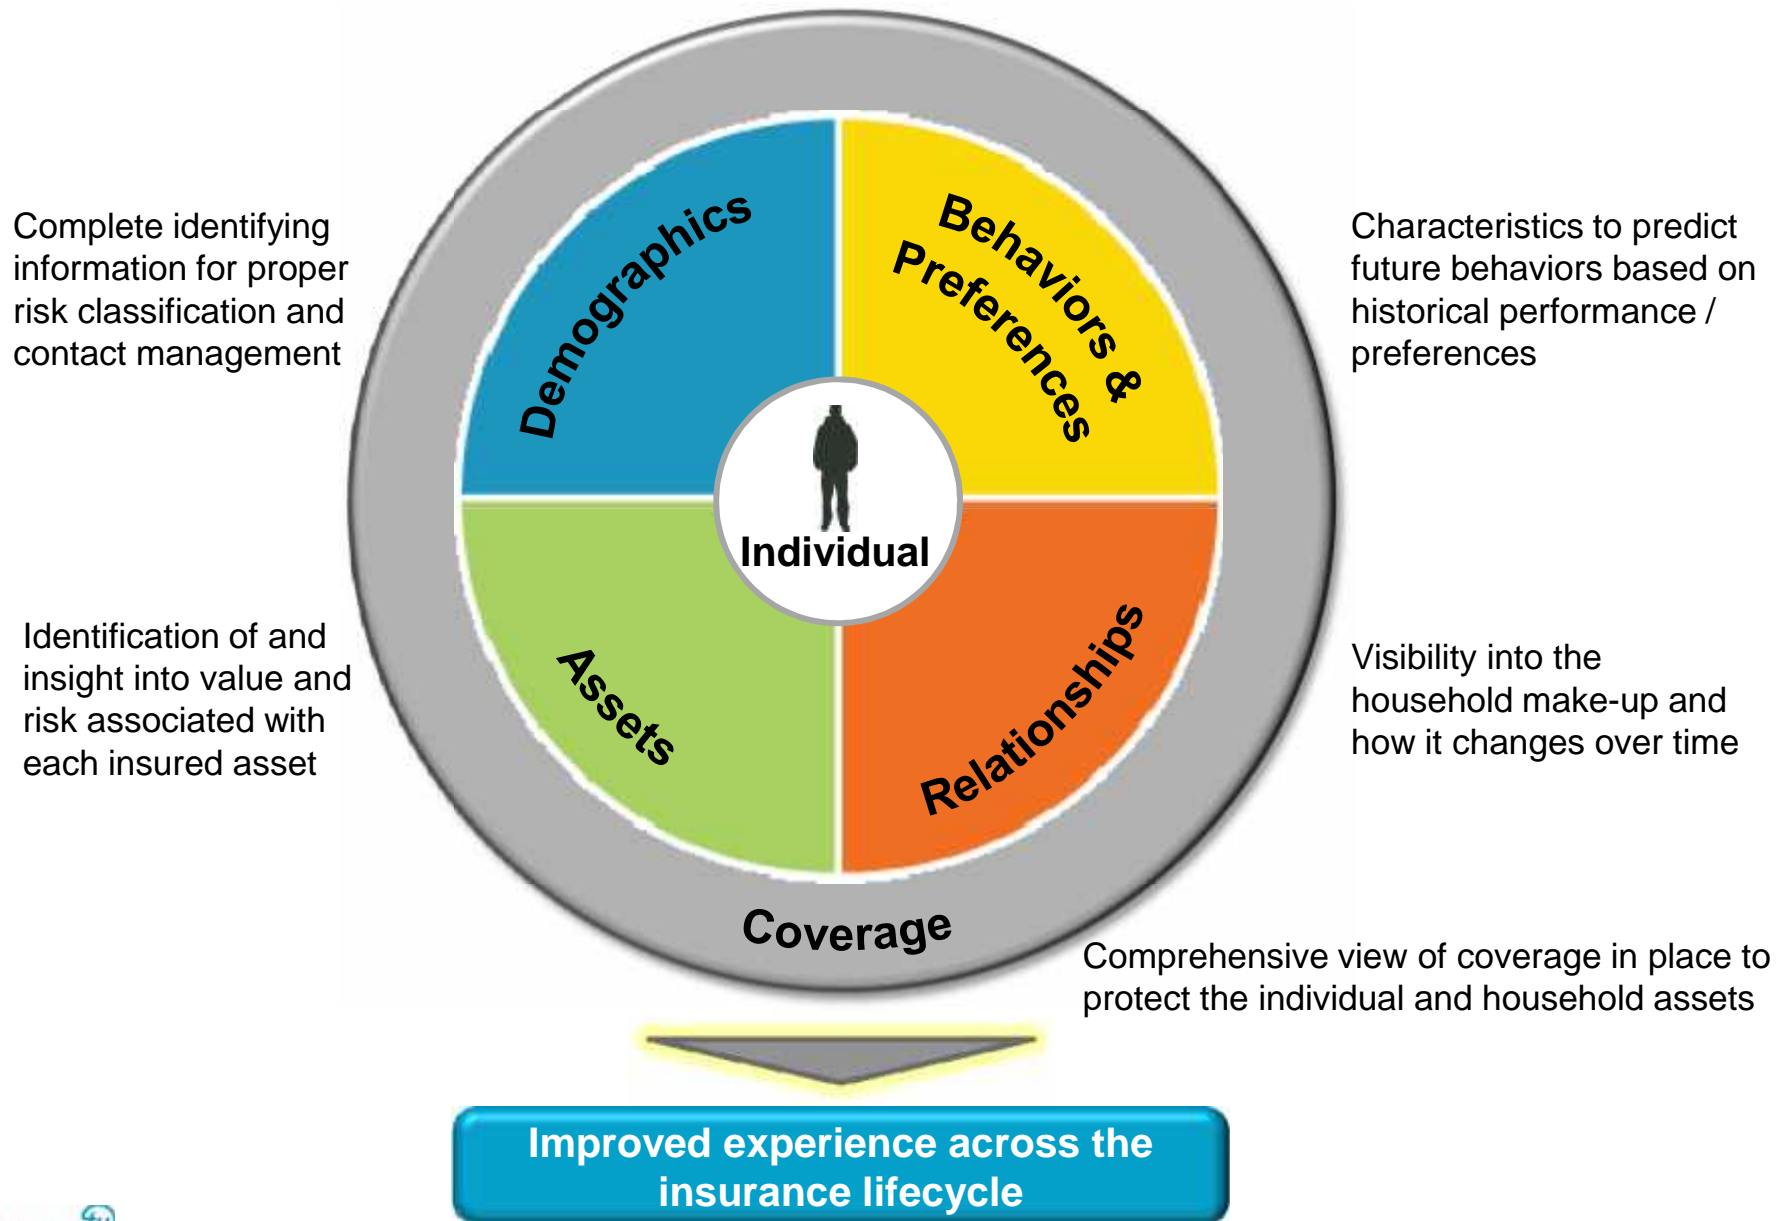 Complete identifying
information for proper
risk classification and
contact management
Demographics
Behaviors &
Preferences
Characteristics to predict
future behaviors based on
historical performance /
preferences
Individual
Identification of and
insight into value and
risk associated with
each insured asset
Assets
Relationships
Visibility into the
household make-up and
how it changes over time
Coverage
Comprehensive view of coverage in place to
protect the individual and household assets
Improved experience across the
insurance lifecycle